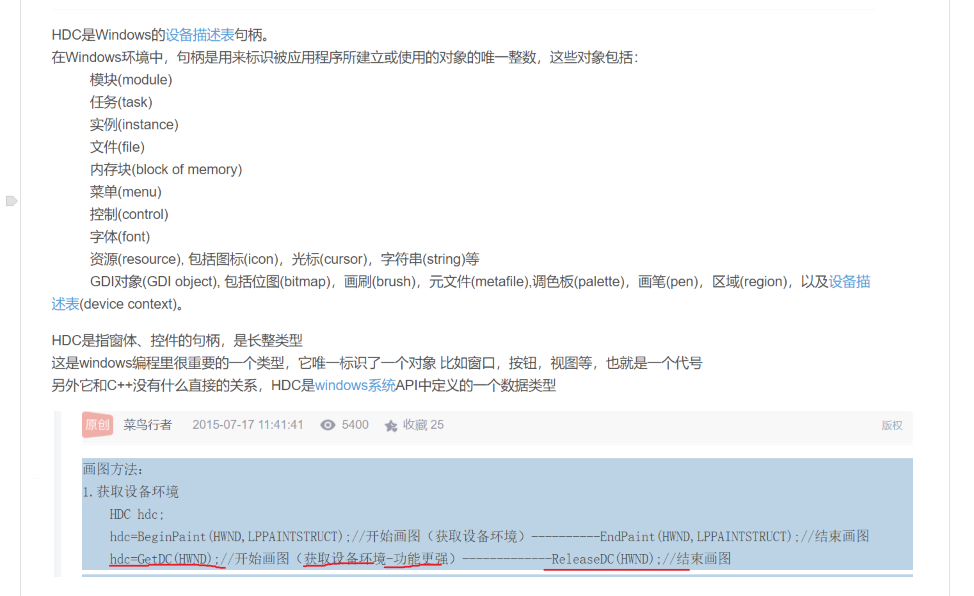 HDC是Windows的设备描述表句柄。
在Windows环境中，句柄是用来标识被应用程序所建立或使用的对象的唯一整数，这些对象包括：
模块(module)
任务(task)
实例(instance)
文件(file)
内存块(block of memory)
菜单(menu)
控制(control)
字体(font)
资源(resource), 包括图标(icon)，光标(cursor)，字符串(string)等
GDI对象(GDI object), 包括位图(bitmap)，画刷(brush)，元文件(metafile),调色板(palette)，画笔(pen)，区域(region)，以及设备描
述表(device context)。
HDC是指窗体、控件的句柄，是长整类型
这是windows编程里很重要的一个类型，它唯一标识了一个对象 比如窗口，按钮，视图等，也就是一个代号
另外它和C++没有什么直接的关系，HDC是windows系统API中定义的一个数据类型
原创 菜鸟行者 2015-07-17 11:41:41 5400 收藏 25 版权
画图方法：
1.获取设备环境
HDC hdc;
hdc=BeginPaint(HWND,LPPAINTSTRUCT);//开始画图（获取设备环境）----------EndPaint(HWND,LPPAINTSTRUCT);//结束画图
hdc=GetDC(HWND);//开始画图（获取设备环境-功能更强）-------------ReleaseDC(HWND);//结束画图